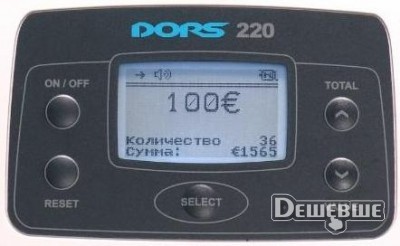 DORS 220
ON / OFF
TOTAL
100€
Количество 36
Сумма: €1565
RESET
SELECT
Дешевше